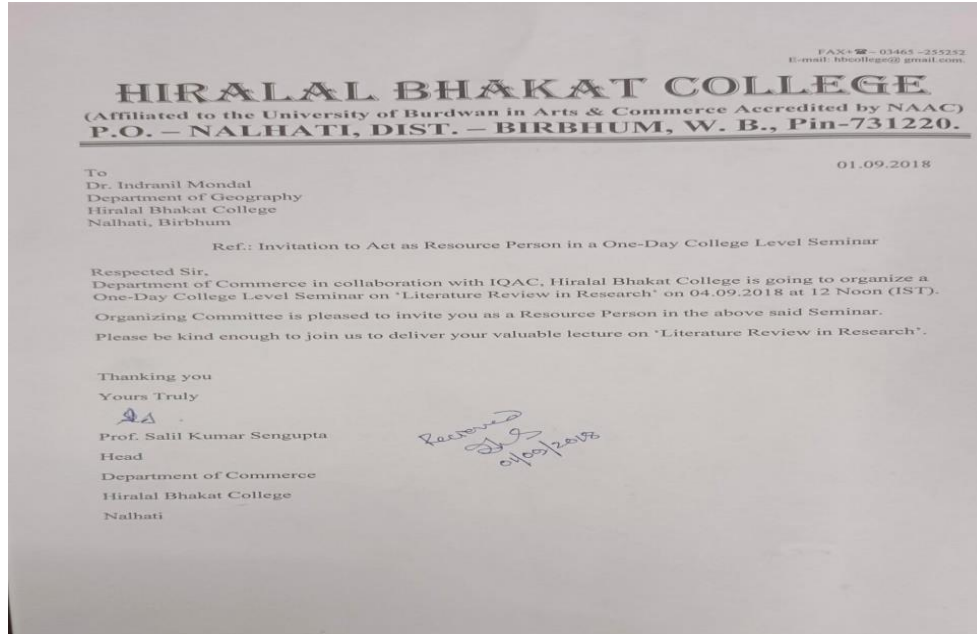 FAX+☎– 03465 –255252
E-mail: hbcollege@ gmail.com.
HIRALAL BHAKAT COLLEGE
(Affiliated to the University of Burdwan in Arts & Commerce Accredited by NAAC)
P.O. – NALHATI, DIST. – BIRBHUM, W. B., Pin-731220.
01.09.2018
To
Dr. Indranil Mondal
Department of Geography
Hiralal Bhakat College
Nalhati, Birbhum
Ref.: Invitation to Act as Resource Person in a One-Day College Level Seminar
Respected Sir,
Department of Commerce in collaboration with IQAC, Hiralal Bhakat College is going to organize a
One-Day College Level Seminar on 'Literature Review in Research' on 04.09.2018 at 12 Noon (IST).
Organizing Committee is pleased to invite you as a Resource Person in the above said Seminar.
Please be kind enough to join us to deliver your valuable lecture on 'Literature Review in Research'.
Thanking you
Yours Truly
Prof. Salil Kumar Sengupta
Head
Department of Commerce
Hiralal Bhakat College
Nalhati
Received
01/09/2018